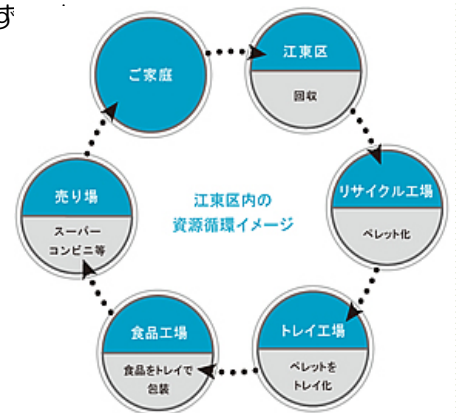 ず
ご家庭
江東区
回収
リサイクル工場
ペレット化
トレイ工場
ペレットを
トレイ化
食品工場
食品をトレイで
包装
売り場
スーパー
コンビニ等
江東区内の
資源循環イメージ